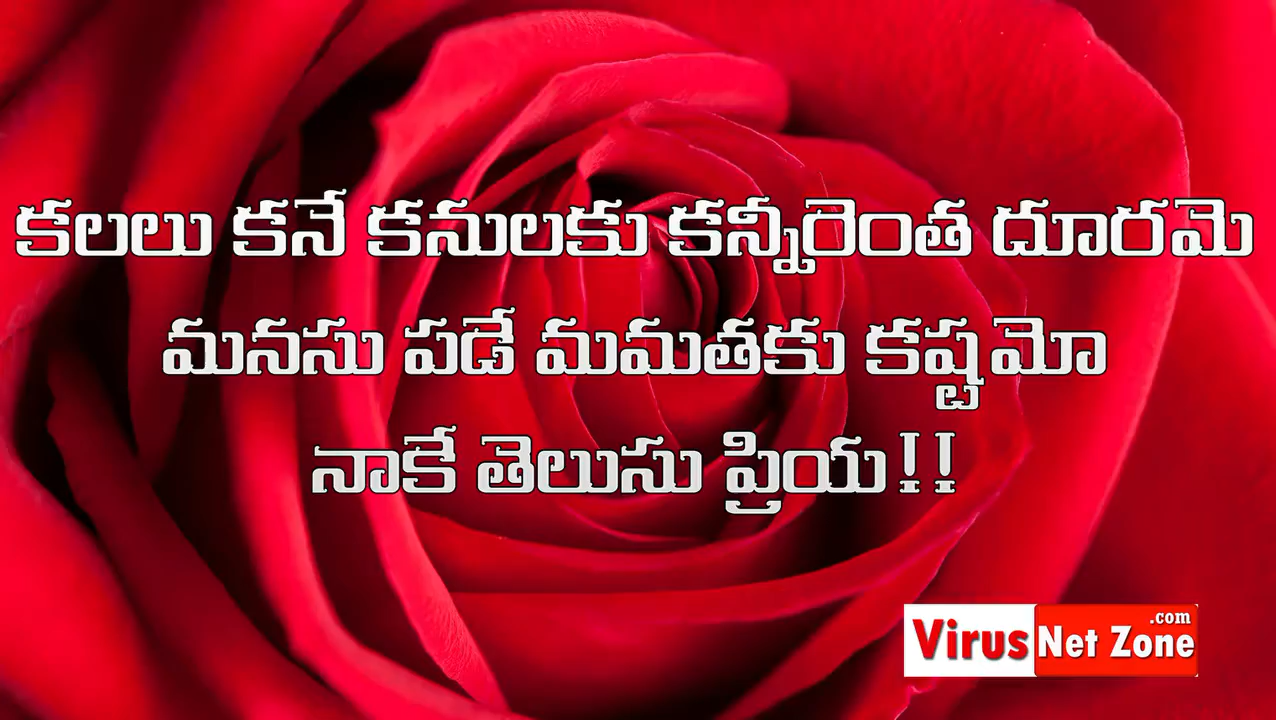 కలలు కనే కనులకు కన్నీరెంత దూరమె
మనసు పడే మమతకు కష్టమో
నాకే తెలుసు ప్రియ!!
Virus Net Zone .com